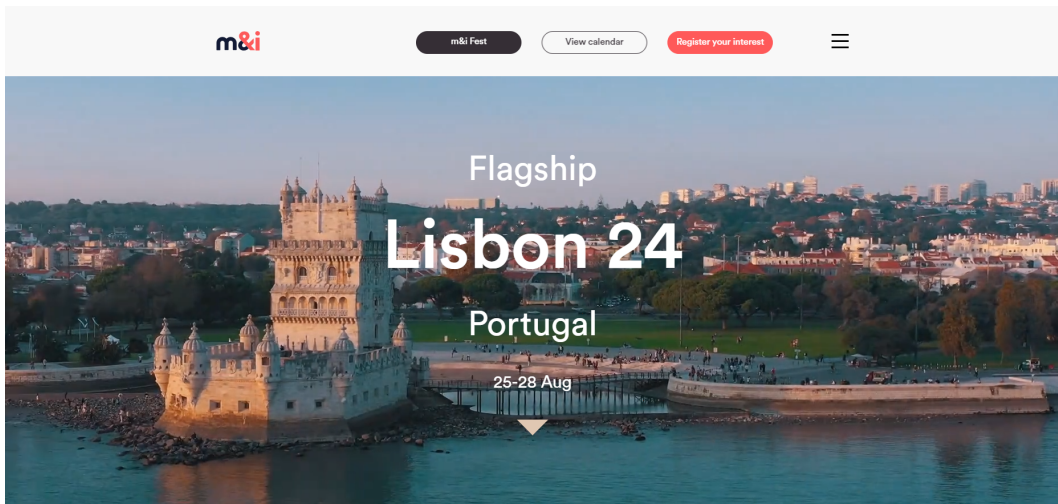 m&i
m&i Fest
View calendar
Register your interest
Flagship
Lisbon 24
Portugal
25-28 Aug